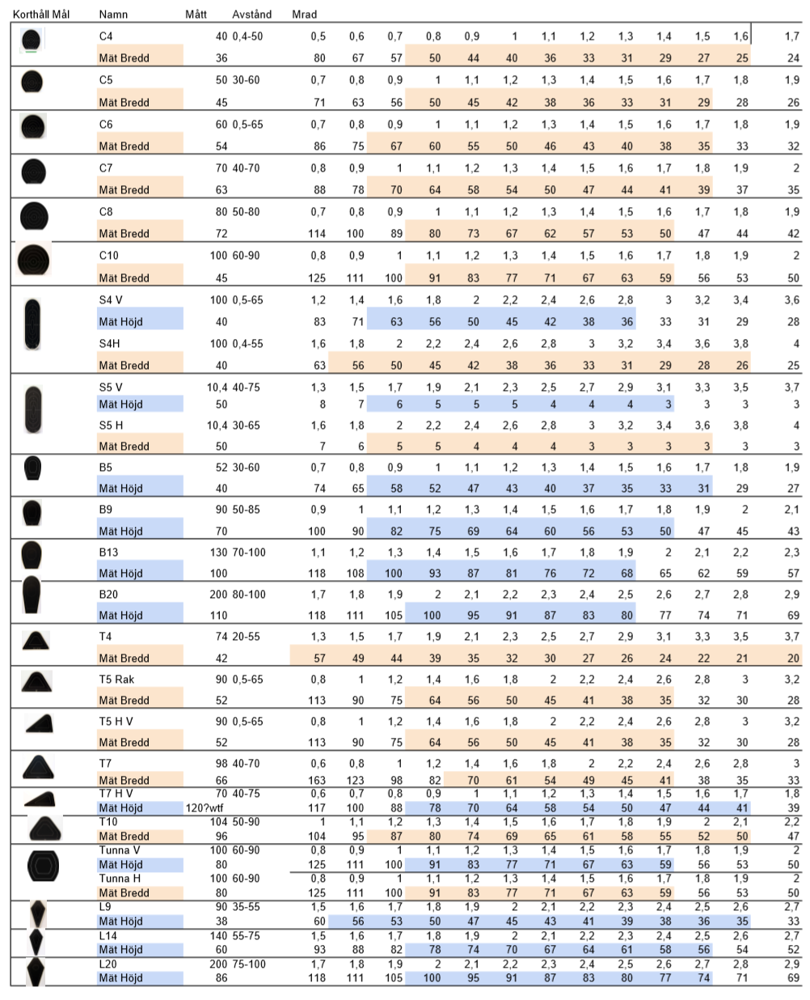 Korthåll Mål Namn Mått Avstånd Mrad
C4 40 0,4-50 0,5 0,6 0,7 0,8 0,9 1 1,1 1,2 1,3 1,4 1,5 1,6 1,7
Mät Bredd 36 80 67 57 50 44 40 36 33 31 29 27 25 24
C5 50 30-60 0,7 0,8 0,9 1 1,1 1,2 1,3 1,4 1,5 1,6 1,7 1,8 1,9
Mät Bredd 45 71 63 56 50 45 42 38 36 33 31 29 28 26
C6 60 0,5-65 0,7 0,8 0,9 1 1,1 1,2 1,3 1,4 1,5 1,6 1,7 1,8 1,9
Mät Bredd 54 86 75 67 60 55 50 46 43 40 38 35 33 32
C7 70 40-70 0,8 0,9 1 1,1 1,2 1,3 1,4 1,5 1,6 1,7 1,8 1,9 2
Mät Bredd 63 88 78 70 64 58 54 50 47 44 41 39 37 35
C8 80 50-80 0,7 0,8 0,9 1 1,1 1,2 1,3 1,4 1,5 1,6 1,7 1,8 1,9
Mät Bredd 72 114 100 89 80 73 67 62 57 53 50 47 44 42
C10 100 60-90 0,8 0,9 1 1,1 1,2 1,3 1,4 1,5 1,6 1,7 1,8 1,9 2
Mät Bredd 45 125 111 100 91 83 77 71 67 63 59 56 53 50
S4 V 100 0,5-65 1,2 1,4 1,6 1,8 2 2,2 2,4 2,6 2,8 3 3,2 3,4 3,6
Mät Höjd 40 83 71 63 56 50 45 42 38 36 33 31 29 28
S4H 100 0,4-55 1,6 1,8 2 2,2 2,4 2,6 2,8 3 3,2 3,4 3,6 3,8 4
Mät Bredd 40 63 56 50 45 42 38 36 33 31 29 28 26 25
S5 V 10,4 40-75 1,3 1,5 1,7 1,9 2,1 2,3 2,5 2,7 2,9 3,1 3,3 3,5 3,7
Mät Höjd 50 8 7 6 5 5 5 4 4 4 3 3 3 3
S5 H 10,4 30-65 1,6 1,8 2 2,2 2,4 2,6 2,8 3 3,2 3,4 3,6 3,8 4
Mät Bredd 50 7 6 5 5 4 4 4 3 3 3 3 3 3
B5 52 30-60 0,7 0,8 0,9 1 1,1 1,2 1,3 1,4 1,5 1,6 1,7 1,8 1,9
Mät Höjd 40 74 65 58 52 47 43 40 37 35 33 31 29 27
B9 90 50-85 0,9 1 1,1 1,2 1,3 1,4 1,5 1,6 1,7 1,8 1,9 2 2,1
Mät Höjd 70 100 90 82 75 69 64 60 56 53 50 47 45 43
B13 130 70-100 1,1 1,2 1,3 1,4 1,5 1,6 1,7 1,8 1,9 2 2,1 2,2 2,3
Mät Höjd 100 118 108 100 93 87 81 76 72 68 65 62 59 57
B20 200 80-100 1,7 1,8 1,9 2 2,1 2,2 2,3 2,4 2,5 2,6 2,7 2,8 2,9
Mät Höjd 110 118 111 105 100 95 91 87 83 80 77 74 71 69
T4 74 20-55 1,3 1,5 1,7 1,9 2,1 2,3 2,5 2,7 2,9 3,1 3,3 3,5 3,7
Mät Bredd 42 57 49 44 39 35 32 30 27 26 24 22 21 20
T5 Rak 90 0,5-65 0,8 1 1,2 1,4 1,6 1,8 2 2,2 2,4 2,6 2,8 3 3,2
Mät Bredd 52 113 90 75 64 56 50 45 41 38 35 32 30 28
T5 H V 90 0,5-65 0,8 1 1,2 1,4 1,6 1,8 2 2,2 2,4 2,6 2,8 3 3,2
Mät Bredd 52 113 90 75 64 56 50 45 41 38 35 32 30 28
T7 98 40-70 0,6 0,8 1 1,2 1,4 1,6 1,8 2 2,2 2,4 2,6 2,8 3
Mät Bredd 66 163 123 98 82 70 61 54 49 45 41 38 35 33
T7 H V 70 40-75 0,6 0,7 0,8 0,9 1 1,1 1,2 1,3 1,4 1,5 1,6 1,7 1,8
Mät Höjd 120?wtf 117 100 88 78 70 64 58 54 50 47 44 41 39
T10 104 50-90 1 1,1 1,2 1,3 1,4 1,5 1,6 1,7 1,8 1,9 2 2,1 2,2
Mät Bredd 96 104 95 87 80 74 69 65 61 58 55 52 50 47
Tunna V 100 60-90 0,8 0,9 1 1,1 1,2 1,3 1,4 1,5 1,6 1,7 1,8 1,9 2
Mät Höjd 80 125 111 100 91 83 77 71 67 63 59 56 53 50
Tunna H 100 60-90 0,8 0,9 1 1,1 1,2 1,3 1,4 1,5 1,6 1,7 1,8 1,9 2
Mät Bredd 80 125 111 100 91 83 77 71 67 63 59 56 53 50
L9 90 35-55 1,5 1,6 1,7 1,8 1,9 2 2,1 2,2 2,3 2,4 2,5 2,6 2,7
Mät Höjd 38 60 56 53 50 47 45 43 41 39 38 36 35 33
L14 140 55-75 1,5 1,6 1,7 1,8 1,9 2 2,1 2,2 2,3 2,4 2,5 2,6 2,7
Mät Höjd 60 93 88 82 78 74 70 67 64 61 58 56 54 52
L20 200 75-100 1,7 1,8 1,9 2 2,1 2,2 2,3 2,4 2,5 2,6 2,7 2,8 2,9
Mät Höjd 86 118 111 105 100 95 91 87 83 80 77 74 71 69